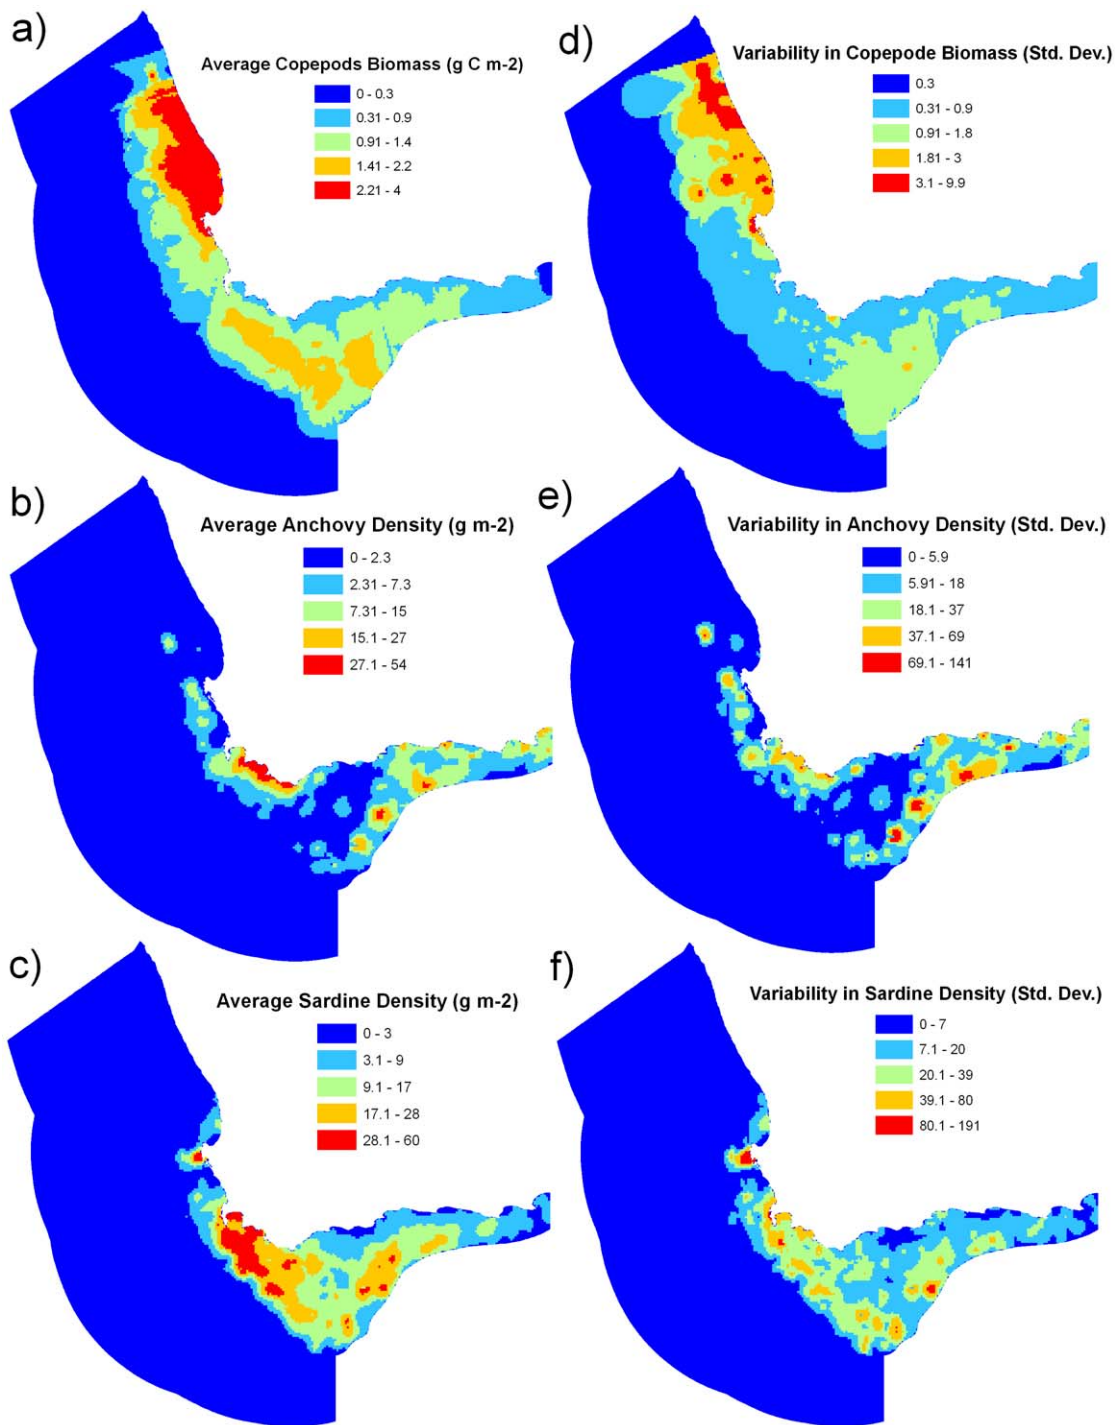 a)
Average Copepods Biomass (g C m-2)
0 - 0.3
0.31 - 0.9
0.91 - 1.4
1.41 - 2.2
2.21 - 4
d)
Variability in Copepode Biomass (Std. Dev.)
0.3
0.31 - 0.9
0.91 - 1.8
1.81 - 3
3.1 - 9.9
b)
Average Anchovy Density (g m-2)
0 - 2.3
2.31 - 7.3
7.31 - 15
15.1 - 27
27.1 - 54
e)
Variability in Anchovy Density (Std. Dev.)
0 - 5.9
5.91 - 18
18.1 - 37
37.1 - 69
69.1 - 141
c)
Average Sardine Density (g m-2)
0 - 3
3.1 - 9
9.1 - 17
17.1 - 28
28.1 - 60
f)
Variability in Sardine Density (Std. Dev.)
0 - 7
7.1 - 20
20.1 - 39
39.1 - 80
80.1 - 191